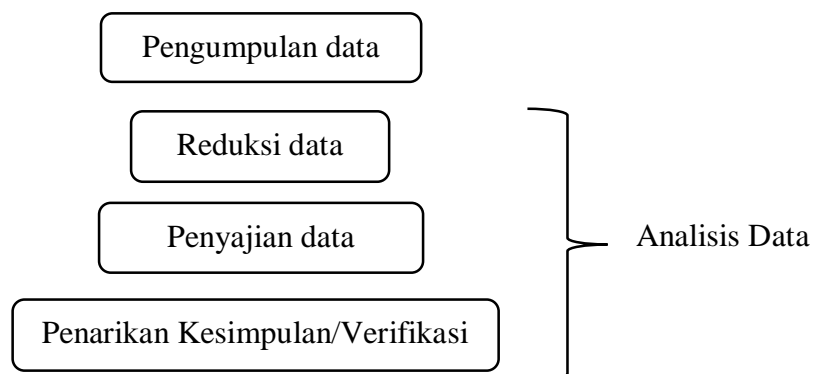 Pengumpulan data
Reduksi data
Penyajian data
Analisis Data
Penarikan Kesimpulan/Verifikasi